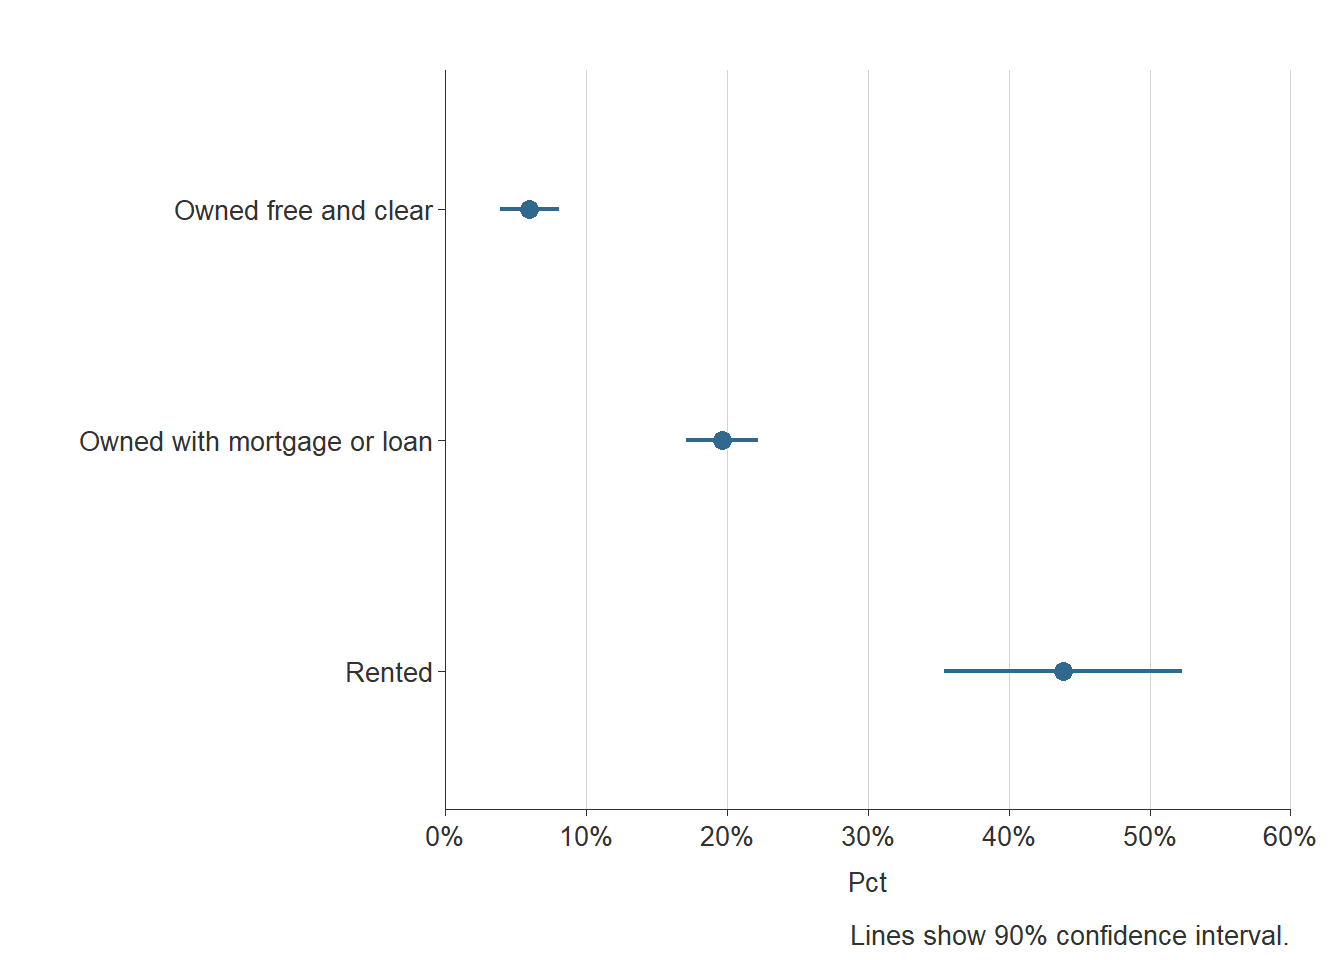 Owned free and clear
Owned with mortgage or loan
Rented
0% 10% 20% 30% 40% 50% 60%
Pct
Lines show 90% confidence interval.